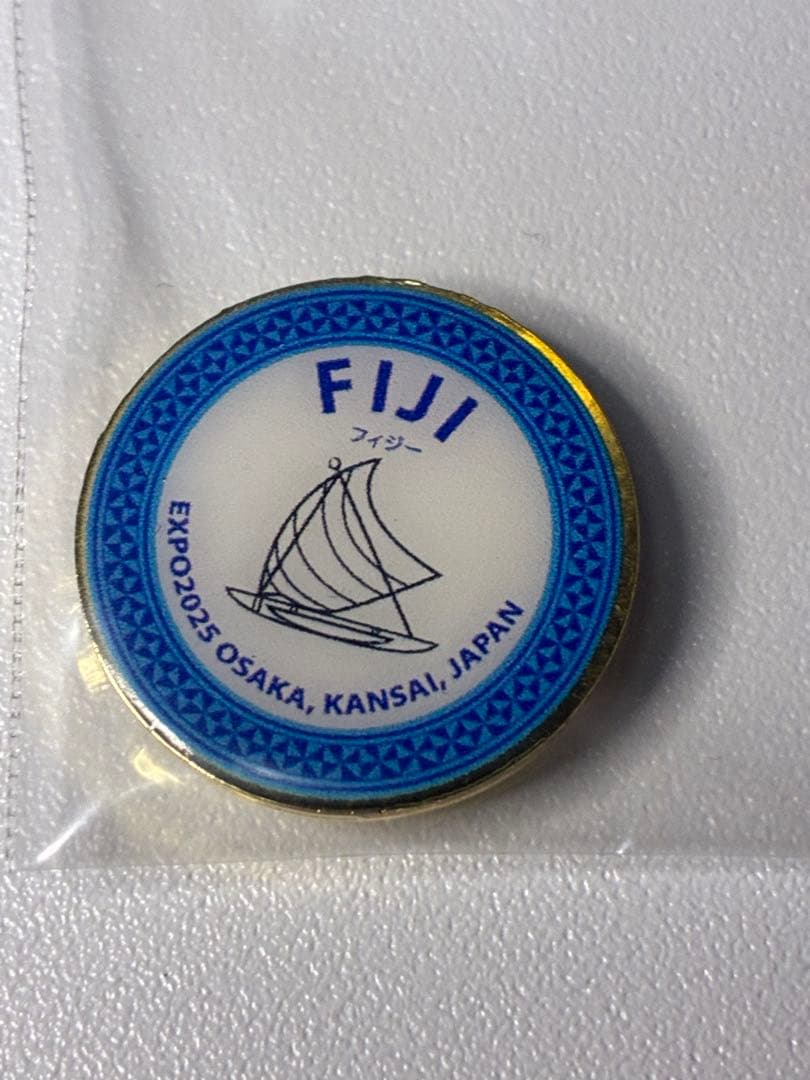 FIJI
フィジー
EXPO2025 OSAKA, KANSAI, JAPAN